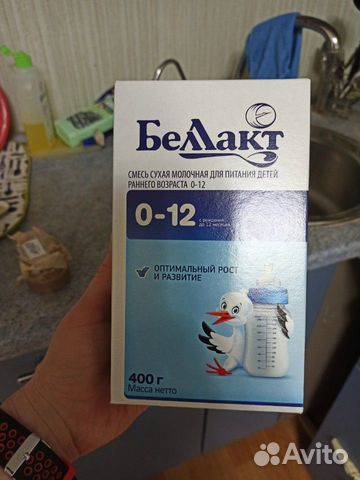 Беллакт
СМЕСЬ СУХАЯ МОЛОЧНАЯ ДЛЯ ПИТАНИЯ ДЕТЕЙ
РАННЕГО ВОЗРАСТА 0-12
0-12
с рождения
до 12 месяцев
ОПТИМАЛЬНЫЙ РОСТ
И РАЗВИТИЕ
400 г
Масса нетто
Avito